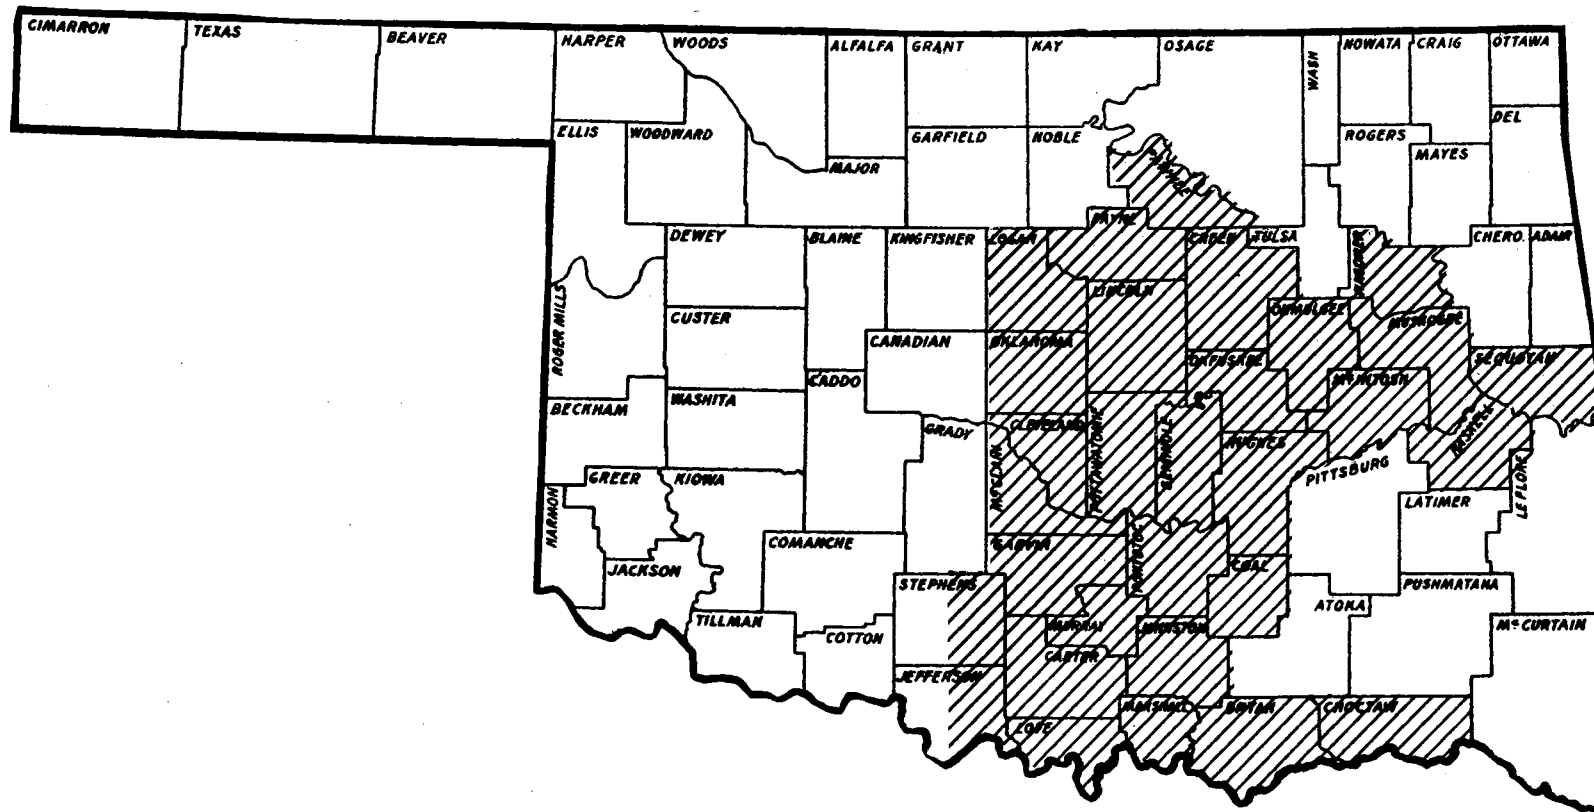 CIMARRON
TEXAS
BEAVER
HARPER
WOODS
ALFALFA
GRANT
KAY
OSAGE
WASH
NOWATA
CRAIG
OTTAWA
ELLIS
WOODWARD
MAJOR
GARFIELD
NOBLE
PAWNEE
ROGERS
MAYES
DEL
PAYNE
DEWEY
BLAINE
KINGFISHER
LOGAN
CREEK
TULSA
WAGONER
CHERO.
ADAIR
ROGER MILLS
CUSTER
LINCOLN
OKMULGEE
MUSKOGEE
CANADIAN
OKLAHOMA
OKFUSKEE
SEQUOYAH
BECKHAM
WASHITA
CADDO
MCINTOSH
GRADY
CLEVELAND
MCCLAIN
POTTAWATOMIE
SEMINOLE
HUGHES
PITTSBURG
HASKELL
LE FLORE
GREER
KIOWA
HARMON
LATIMER
COMANCHE
GARVIN
PONTOTOC
COAL
JACKSON
STEPHENS
PUSHMATAHA
ATOKA
TILLMAN
COTTON
MURRAY
JOHNSTON
MC CURTAIN
CARTER
JEFFERSON
MARSHALL
BRYAN
CHOCTAW
LOVE